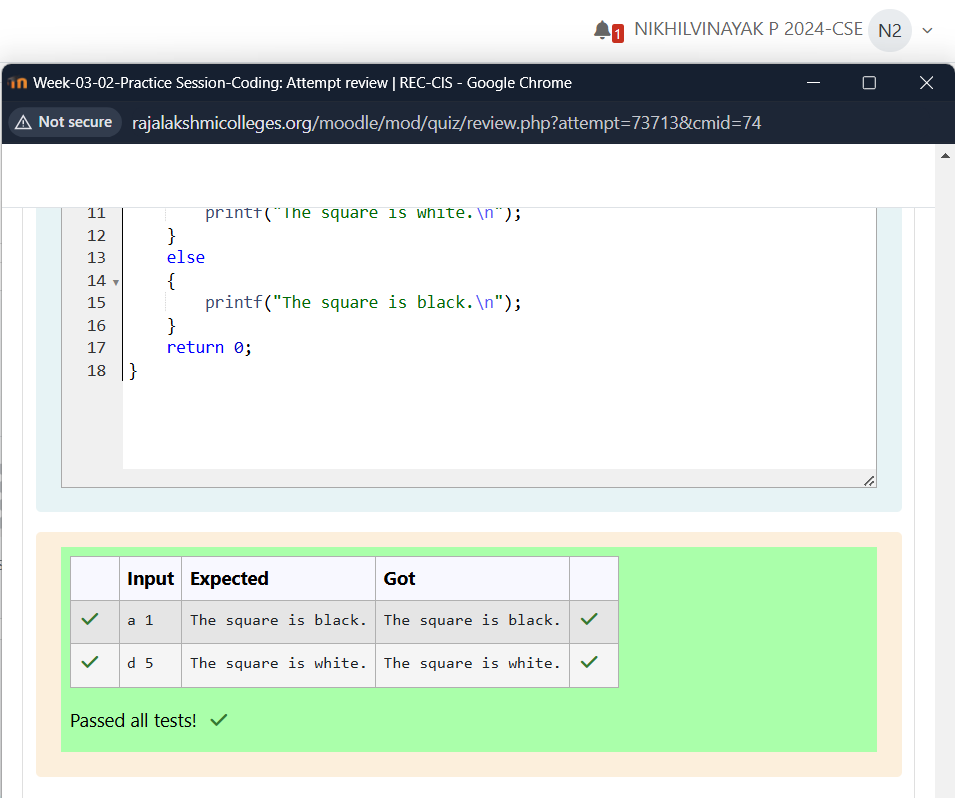 1 NIKHILVINAYAK P 2024-CSE N2
Week-03-02-Practice Session-Coding: Attempt review | REC-CIS - Google Chrome
Not secure rajalakshmicolleges.org/moodle/mod/quiz/review.php?attempt=73713&cmid=74
11 printf("The square is white.\n");
12 }
13 else
14 {
15 printf("The square is black.\n");
16 }
17 return 0;
18 }
Input Expected Got
a 1 The square is black. The square is black.
d 5 The square is white. The square is white.
Passed all tests!